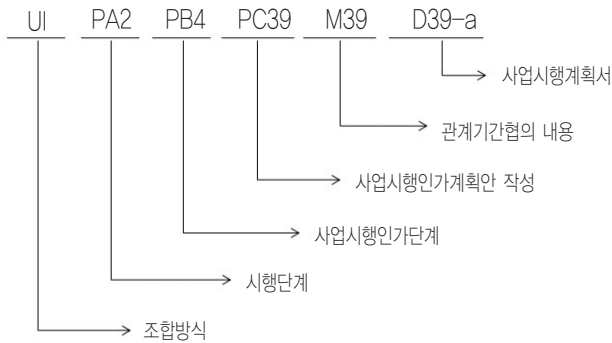 UI PA2 PB4 PC39 M39 D39-a
사업시행계획서
관계기간협의 내용
사업시행인가계획안 작성
사업시행인가단계
시행단계
조합방식